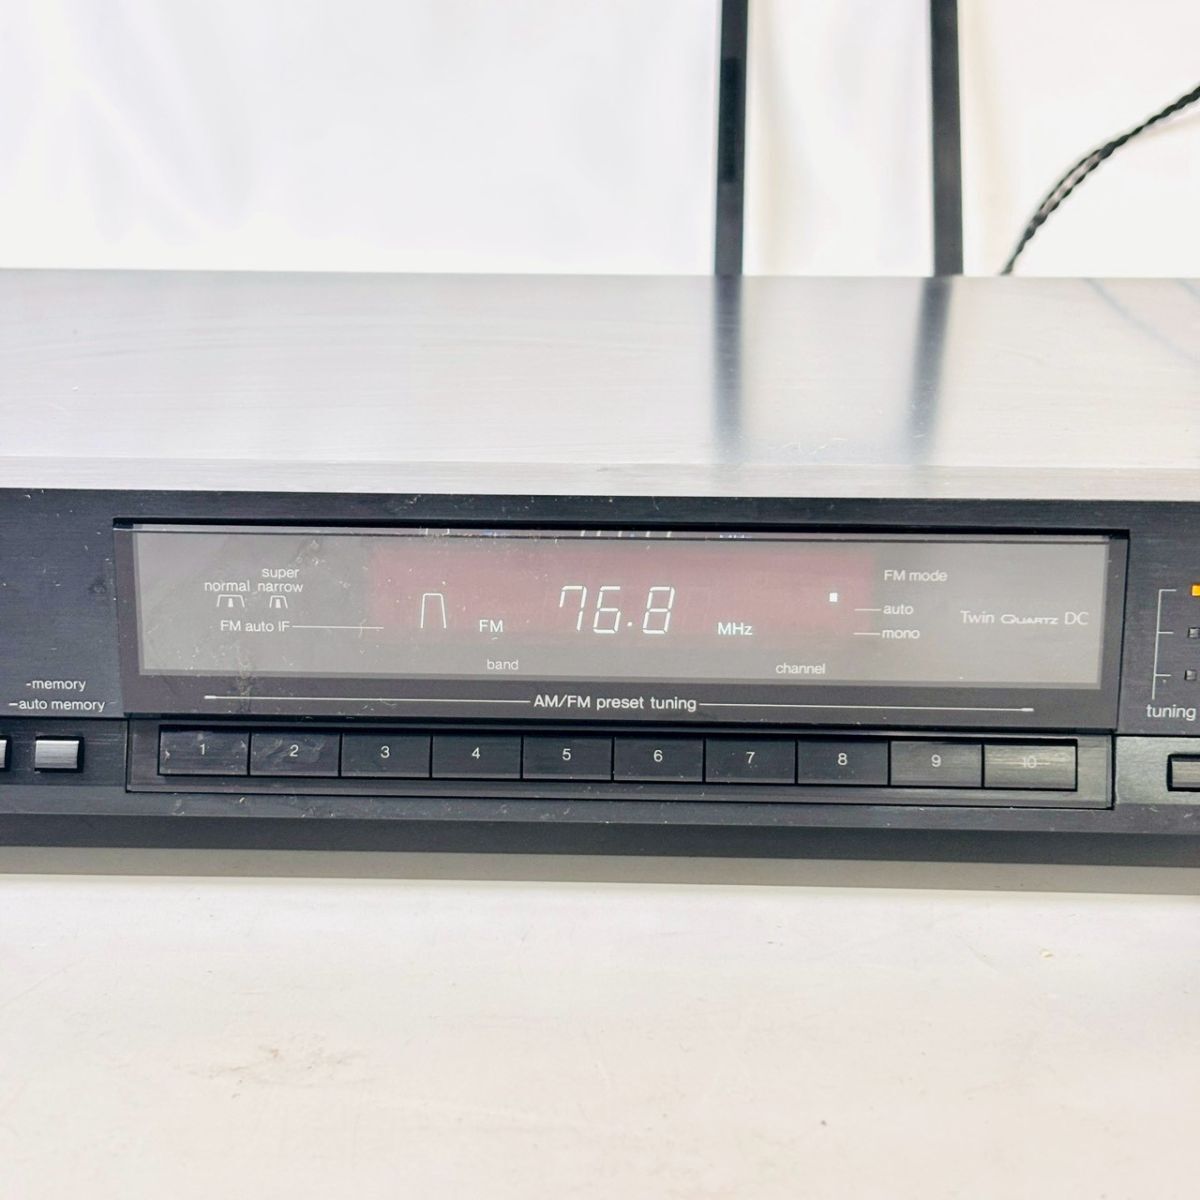 super
normal narrow
FM auto IF
FM 76.8 MHz
FM mode
auto
mono
Twin QUARTZ DC
band
channel
-memory
-auto memory
AM/FM preset tuning
tuning
1 2 3 4 5 6 7 8 9 10